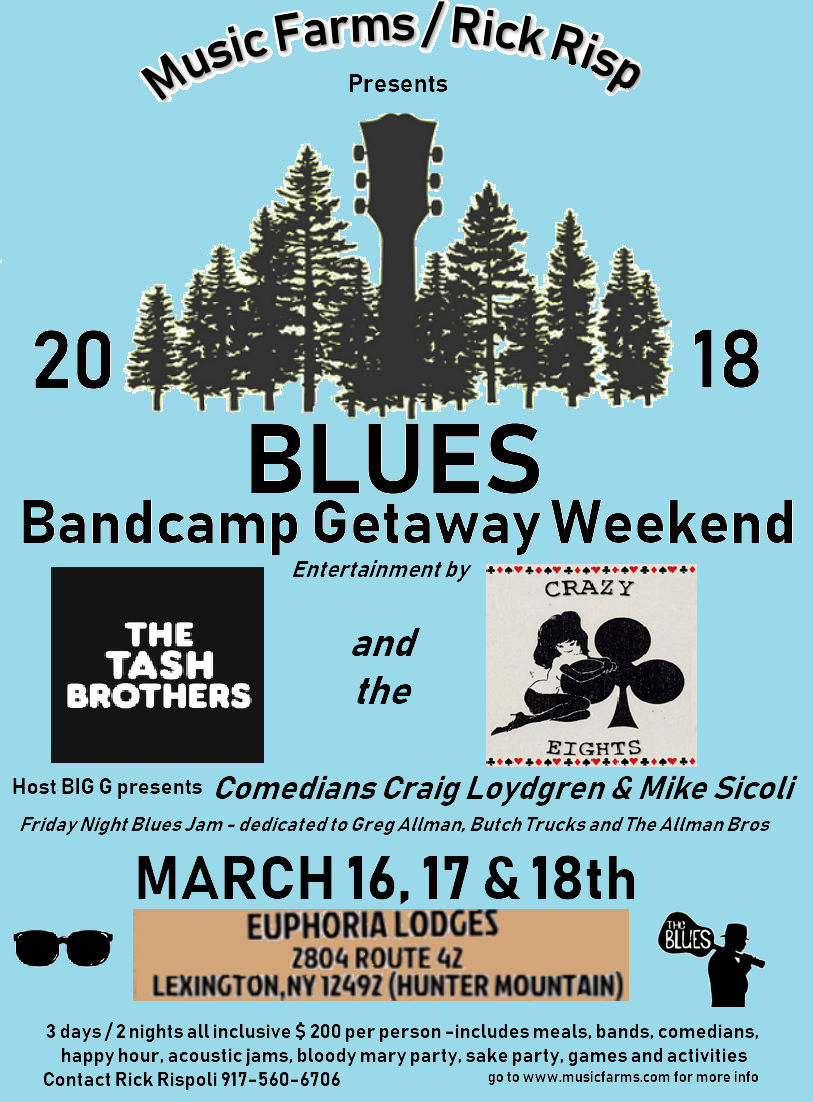 Music Farms / Rick Risp
Presents
20 18
BLUES
Bandcamp Getaway Weekend
Entertainment by
THE
TASH
BROTHERS
and
the
CRAZY
EIGHTS
Host BIG G presents Comedians Craig Loydgren & Mike Sicoli
Friday Night Blues Jam - dedicated to Greg Allman, Butch Trucks and The Allman Bros
MARCH 16, 17 & 18th
EUPHORIA LODGES
2804 ROUTE 42
LEXINGTON,NY 12492 (HUNTER MOUNTAIN)
THE
BLUES
3 days / 2 nights all inclusive $ 200 per person -includes meals, bands, comedians,
happy hour, acoustic jams, bloody mary party, sake party, games and activities
Contact Rick Rispoli 917-560-6706
go to www.musicfarms.com for more info